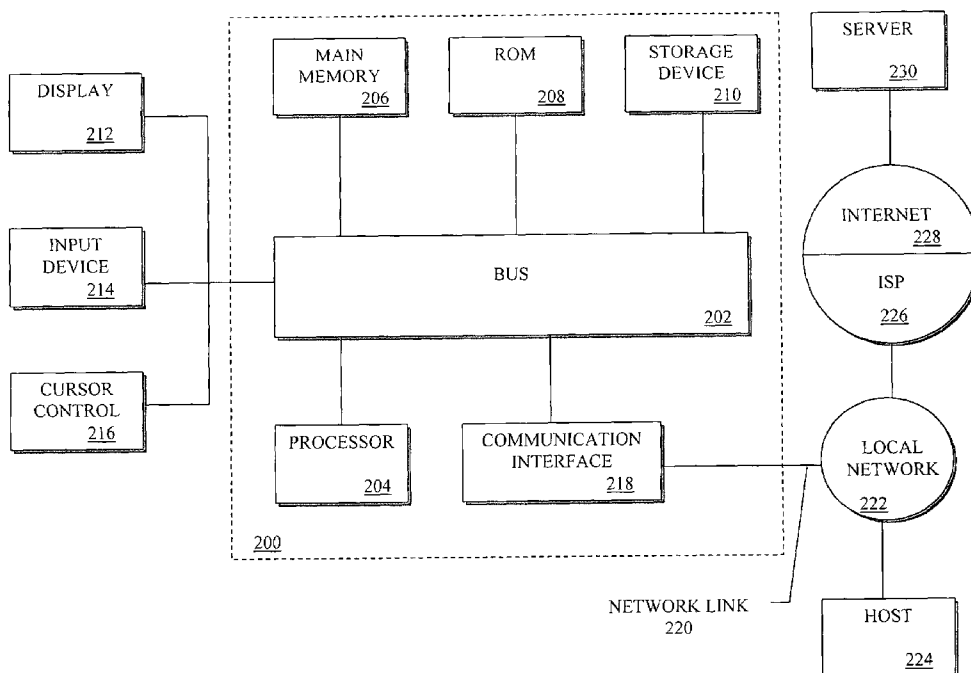 DISPLAY
212
INPUT
DEVICE
214
CURSOR
CONTROL
216
MAIN
MEMORY
206
ROM
208
STORAGE
DEVICE
210
BUS
202
PROCESSOR
204
COMMUNICATION
INTERFACE
218
200
SERVER
230
INTERNET
228
ISP
226
LOCAL
NETWORK
222
NETWORK LINK
220
HOST
224